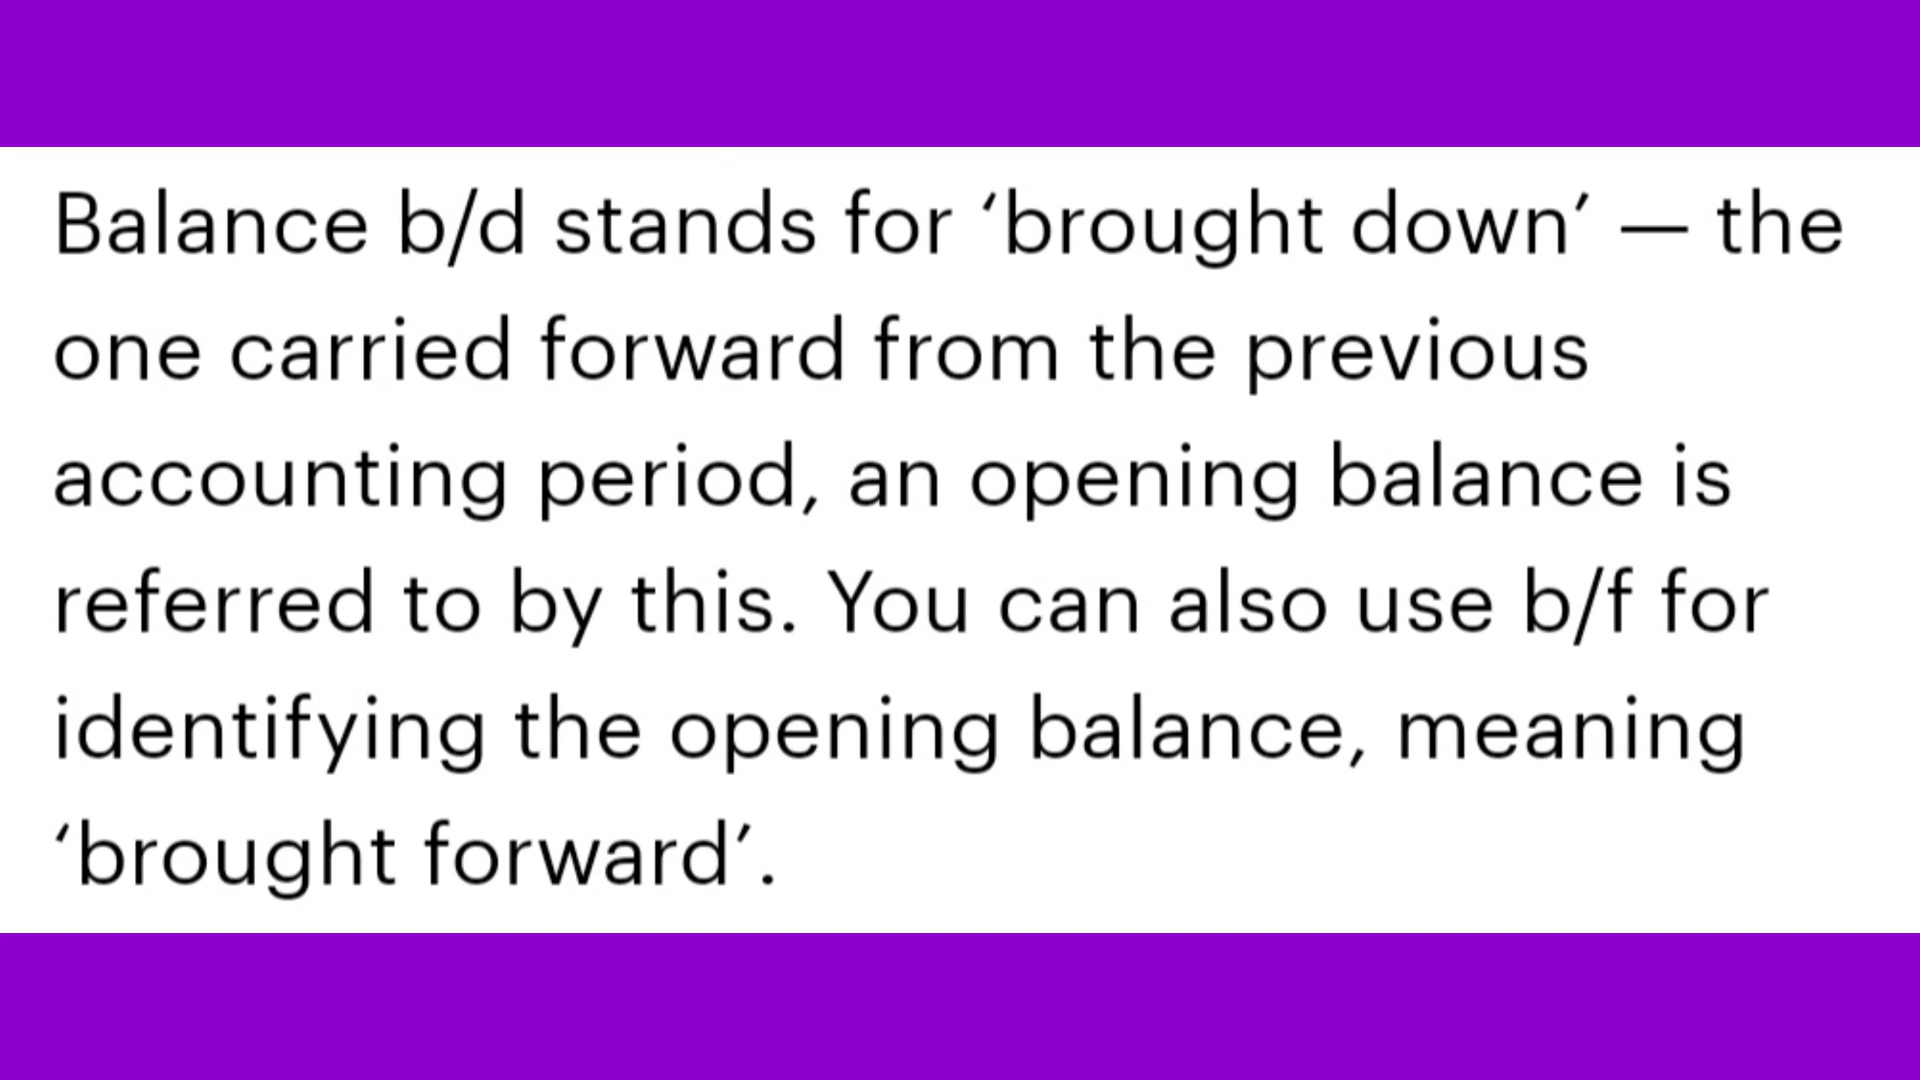 Balance b/d stands for ‘brought down’ — the
one carried forward from the previous
accounting period, an opening balance is
referred to by this. You can also use b/f for
identifying the opening balance, meaning
‘brought forward’.